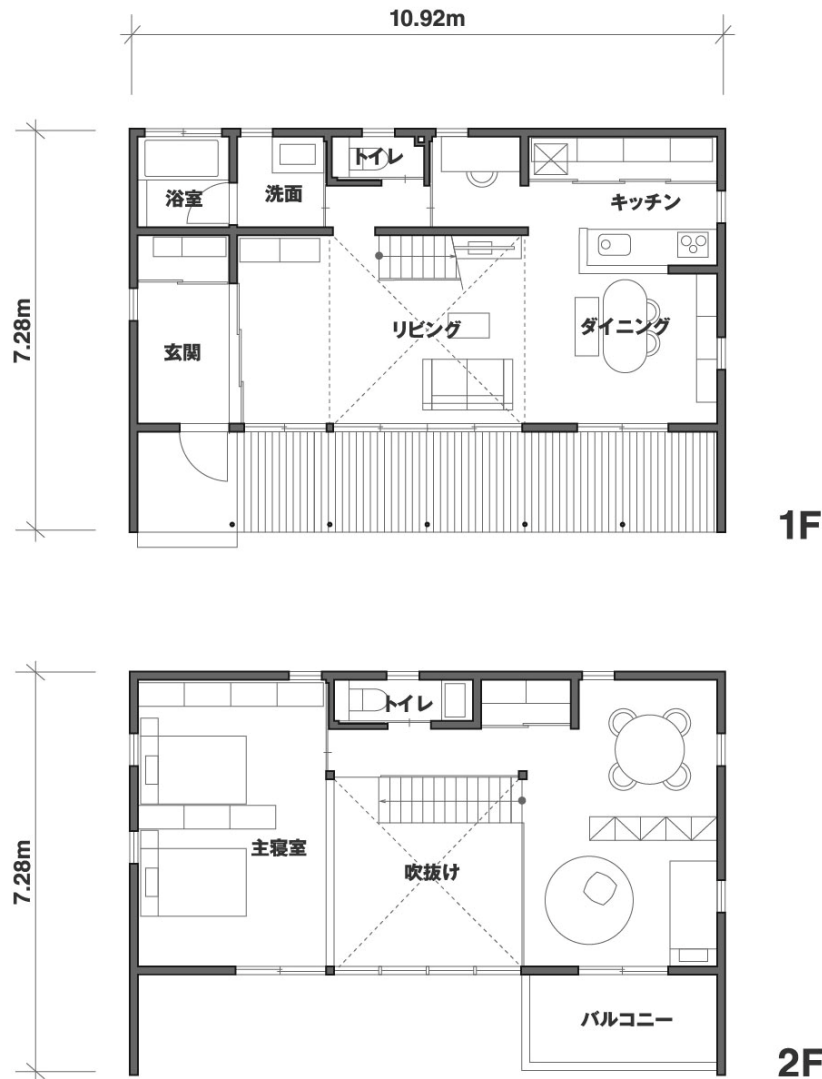 10.92m
7.28m
浴室
洗面
トイレ
キッチン
玄関
リビング
ダイニング
1F
7.28m
トイレ
主寝室
吹抜け
バルコニー
2F